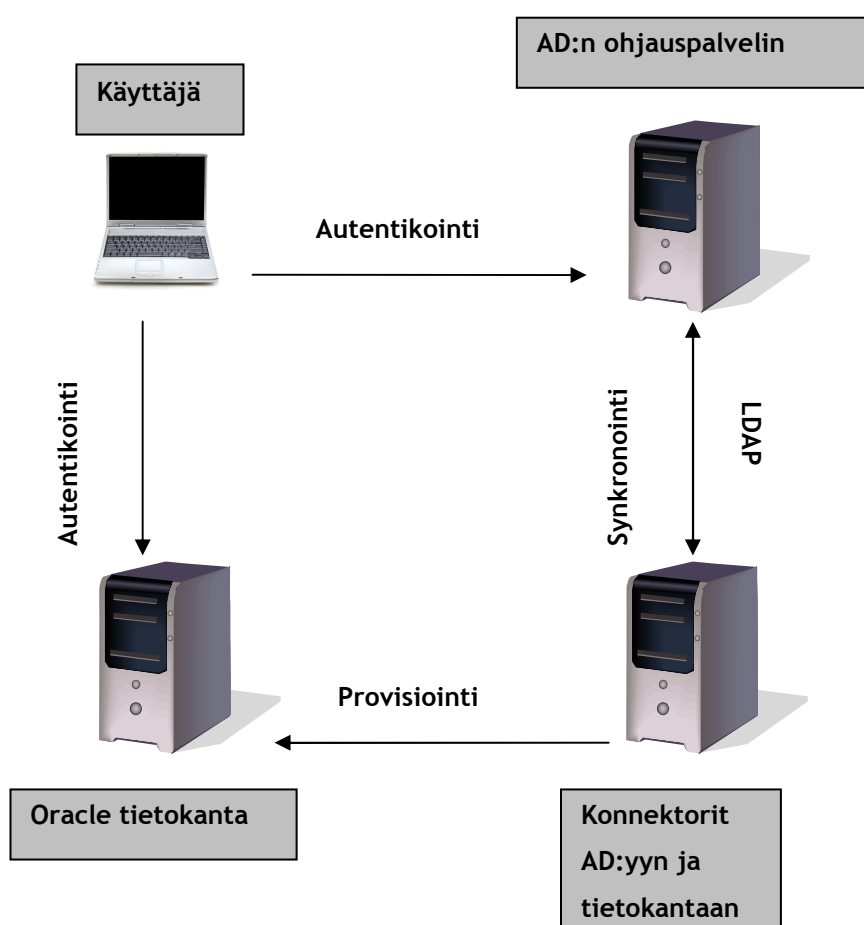 AD:n ohjauspalvelin
Käyttäjä
Autentikointi
Autentikointi
Synkronointi
LDAP
Provisiointi
Oracle tietokanta
Konnektorit
AD:yyn ja
tietokantaan